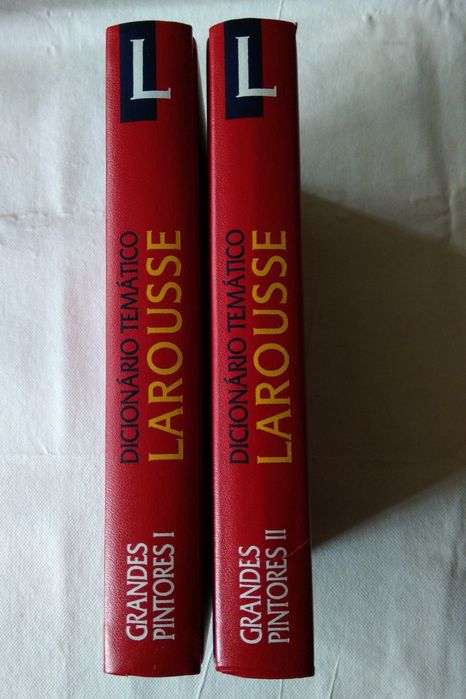 L
DICIONÁRIO TEMÁTICO
LAROUSSE
GRANDES
PINTORES I
L
DICIONÁRIO TEMÁTICO
LAROUSSE
GRANDES
PINTORES II